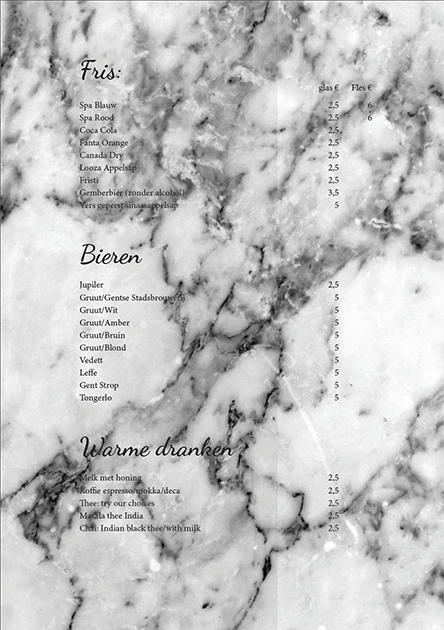 Fris:
glas € Fles €
Spa Blauw 2,5 6
Spa Rood 2,5 6
Coca Cola 2,5
Fanta Orange 2,5
Canada Dry 2,5
Looza Appelsap 2,5
Fristi 2,5
Gemberbier (zonder alcohol) 3,5
Vers geperst sinaasappelsap 5
Bieren
Jupiler 2,5
Gruut/Gentse Stadsbrouwerij 5
Gruut/Wit 5
Gruut/Amber 5
Gruut/Bruin 5
Gruut/Blond 5
Vedett 5
Leffe 5
Gent Strop 5
Tongerlo 5
Warme dranken
Melk met honing 2,5
Koffie espresso/mokka/deca 2,5
Thee: try our choices 2,5
Masala thee India 2,5
Chai: Indian black thee/with milk 2,5